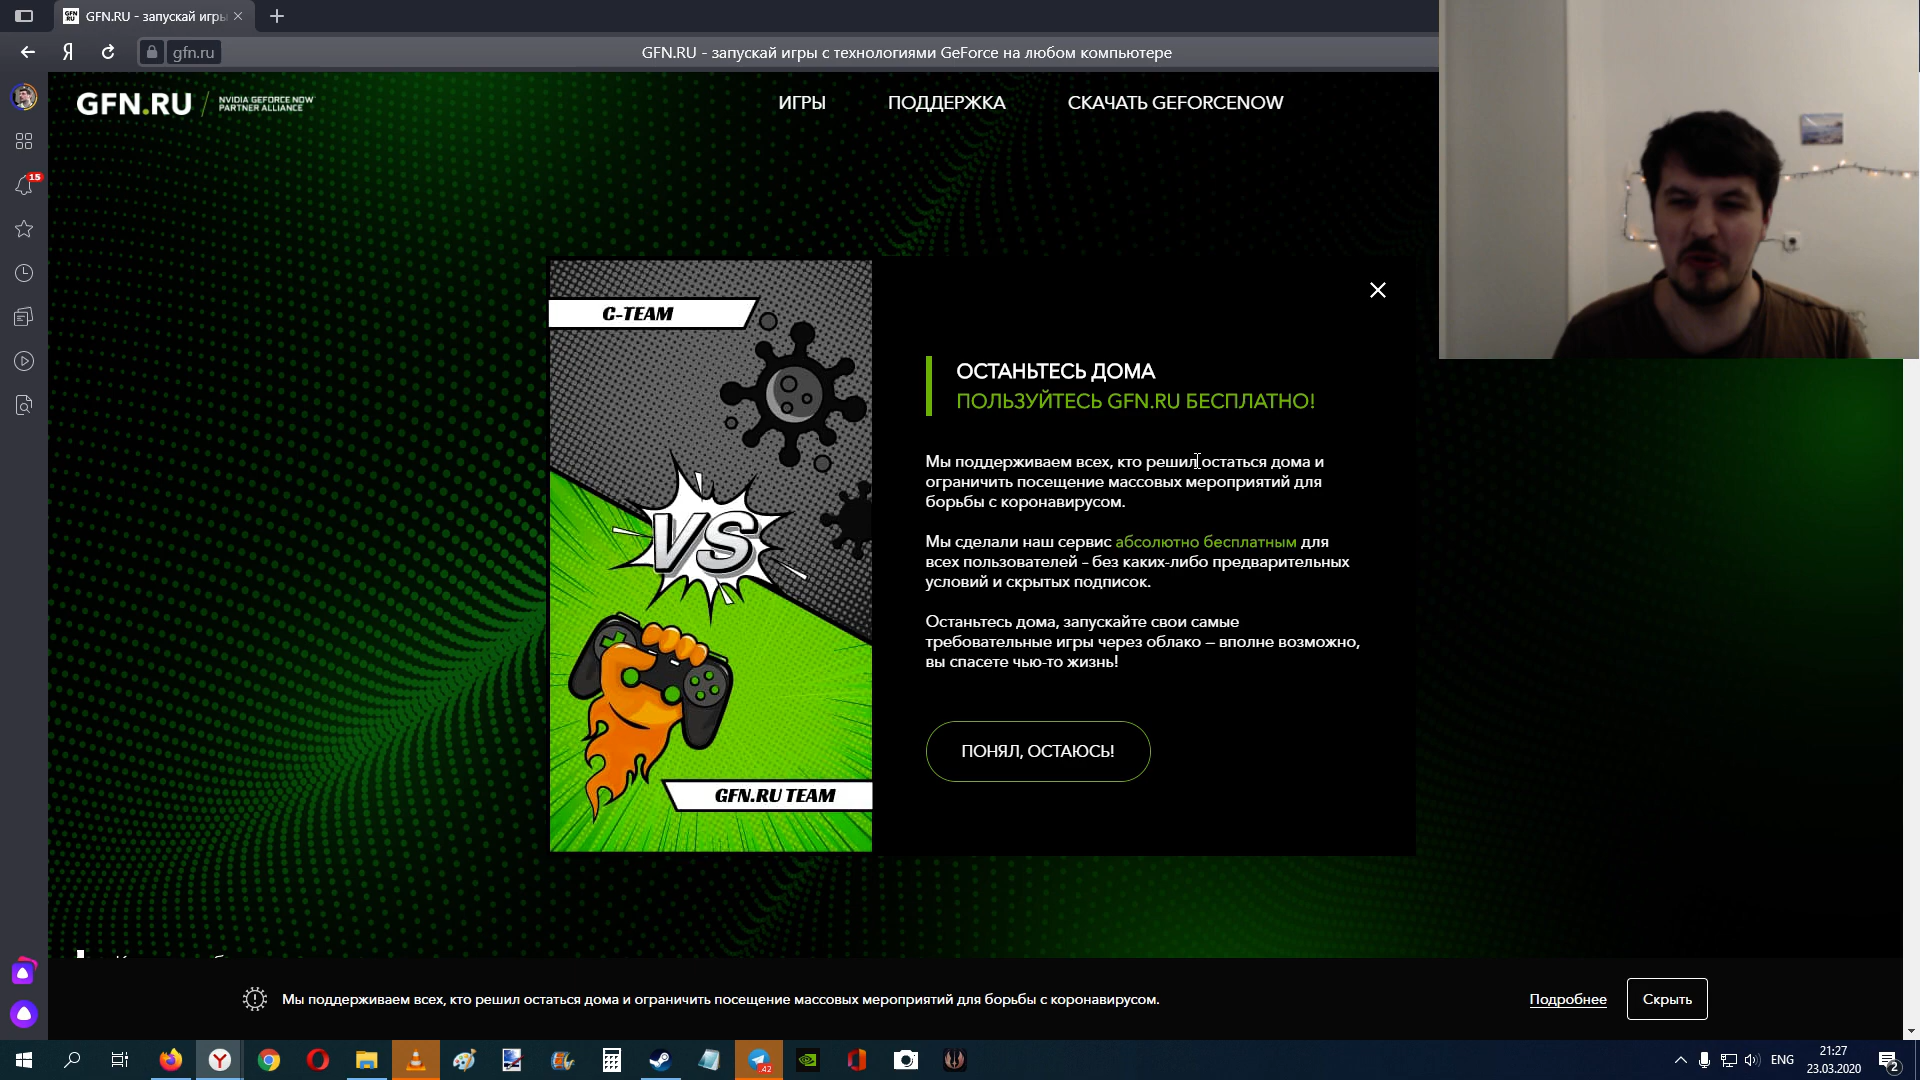 GFN.RU - запускай игры
gfn.ru
GFN.RU - запускай игры с технологиями GeForce на любом компьютере
GFN.RU / NVIDIA GEFORCE NOW
PARTNER ALLIANCE
ИГРЫ
ПОДДЕРЖКА
СКАЧАТЬ GEFORCENOW
15
C-TEAM
VS
GFN.RU TEAM
ОСТАНЬТЕСЬ ДОМА
ПОЛЬЗУЙТЕСЬ GFN.RU БЕСПЛАТНО!
Мы поддерживаем всех, кто решил остаться дома и
ограничить посещение массовых мероприятий для
борьбы с коронавирусом.
Мы сделали наш сервис абсолютно бесплатным для
всех пользователей – без каких-либо предварительных
условий и скрытых подписок.
Останьтесь дома, запускайте свои самые
требовательные игры через облако – вполне возможно,
вы спасете чью-то жизнь!
ПОНЯЛ, ОСТАЮСЬ!
Мы поддерживаем всех, кто решил остаться дома и ограничить посещение массовых мероприятий для борьбы с коронавирусом.
Подробнее
Скрыть
42
ENG
21:27
23.03.2020
2